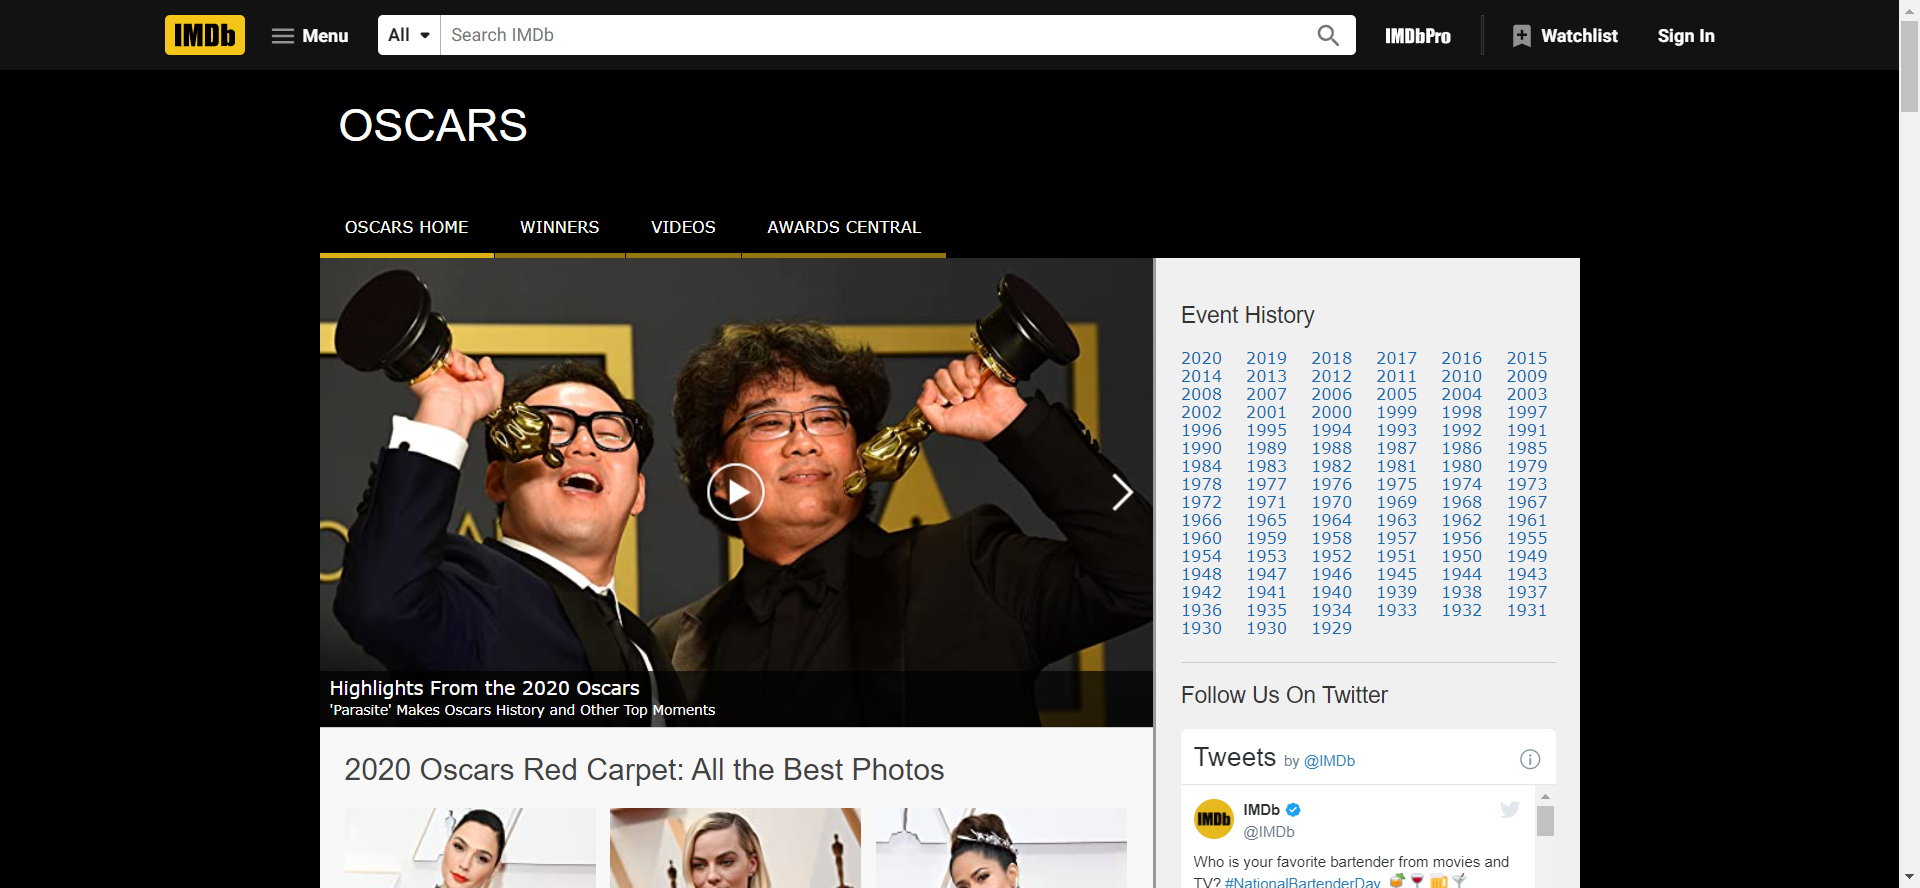 IMDb Menu All Search IMDb IMDbPro Watchlist Sign In
OSCARS
OSCARS HOME WINNERS VIDEOS AWARDS CENTRAL
Highlights From the 2020 Oscars
'Parasite' Makes Oscars History and Other Top Moments
2020 Oscars Red Carpet: All the Best Photos
Event History
2020 2019 2018 2017 2016 2015
2014 2013 2012 2011 2010 2009
2008 2007 2006 2005 2004 2003
2002 2001 2000 1999 1998 1997
1996 1995 1994 1993 1992 1991
1990 1989 1988 1987 1986 1985
1984 1983 1982 1981 1980 1979
1978 1977 1976 1975 1974 1973
1972 1971 1970 1969 1968 1967
1966 1965 1964 1963 1962 1961
1960 1959 1958 1957 1956 1955
1954 1953 1952 1951 1950 1949
1948 1947 1946 1945 1944 1943
1942 1941 1940 1939 1938 1937
1936 1935 1934 1933 1932 1931
1930 1930 1929
Follow Us On Twitter
Tweets by @IMDb
IMDb
IMDb
@IMDb
Who is your favorite bartender from movies and
TV? #NationalBartenderDay